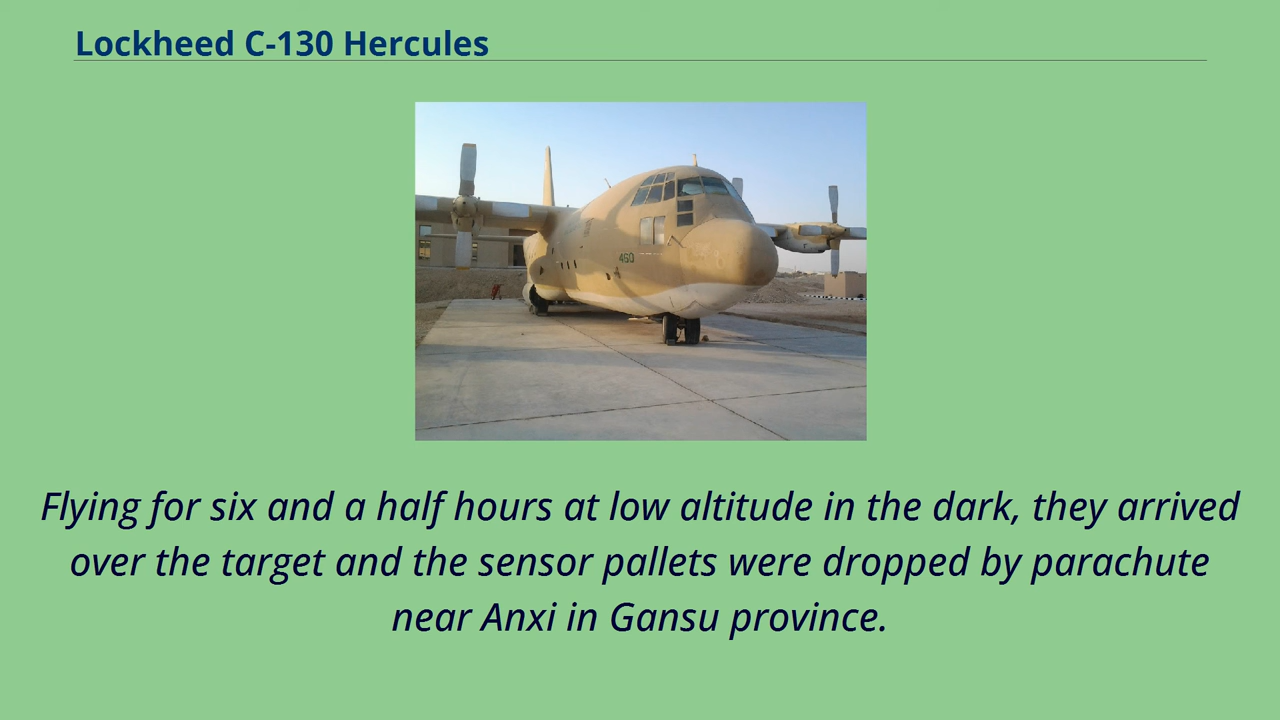 Lockheed C-130 Hercules
460
Flying for six and a half hours at low altitude in the dark, they arrived
over the target and the sensor pallets were dropped by parachute
near Anxi in Gansu province.